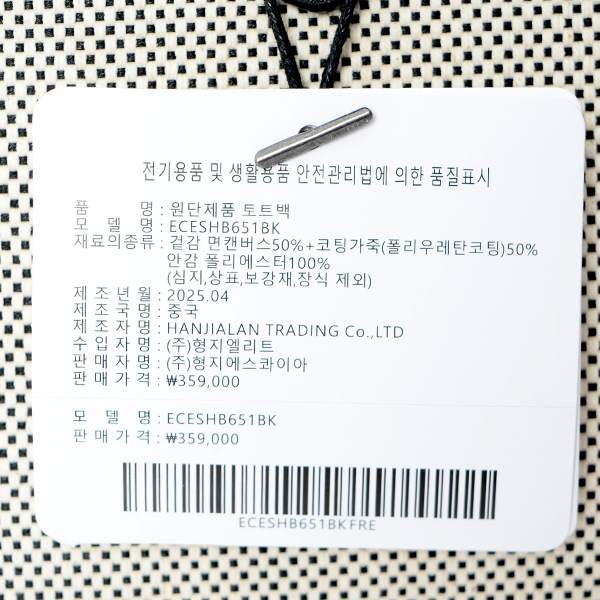 전기용품 및 생활용품 안전관리법에 의한 품질표시
품 명 : 원단제품 토트백
모 델 명 : ECESHB651BK
재료의종류 : 겉감 면캔버스50%+코팅가죽(폴리우레탄코팅)50%
안감 폴리에스터100%
(심지,상표,보강재,장식 제외)
제 조 년 월 : 2025.04
제 조 국 명 : 중국
제 조 자 명 : HANJIALAN TRADING Co.,LTD
수 입 자 명 : (주)형지엘리트
판 매 자 명 : (주)형지에스콰이아
판 매 가 격 : ₩359,000
모 델 명 : ECESHB651BK
판 매 가 격 : ₩359,000
ECESHB651BKFRE